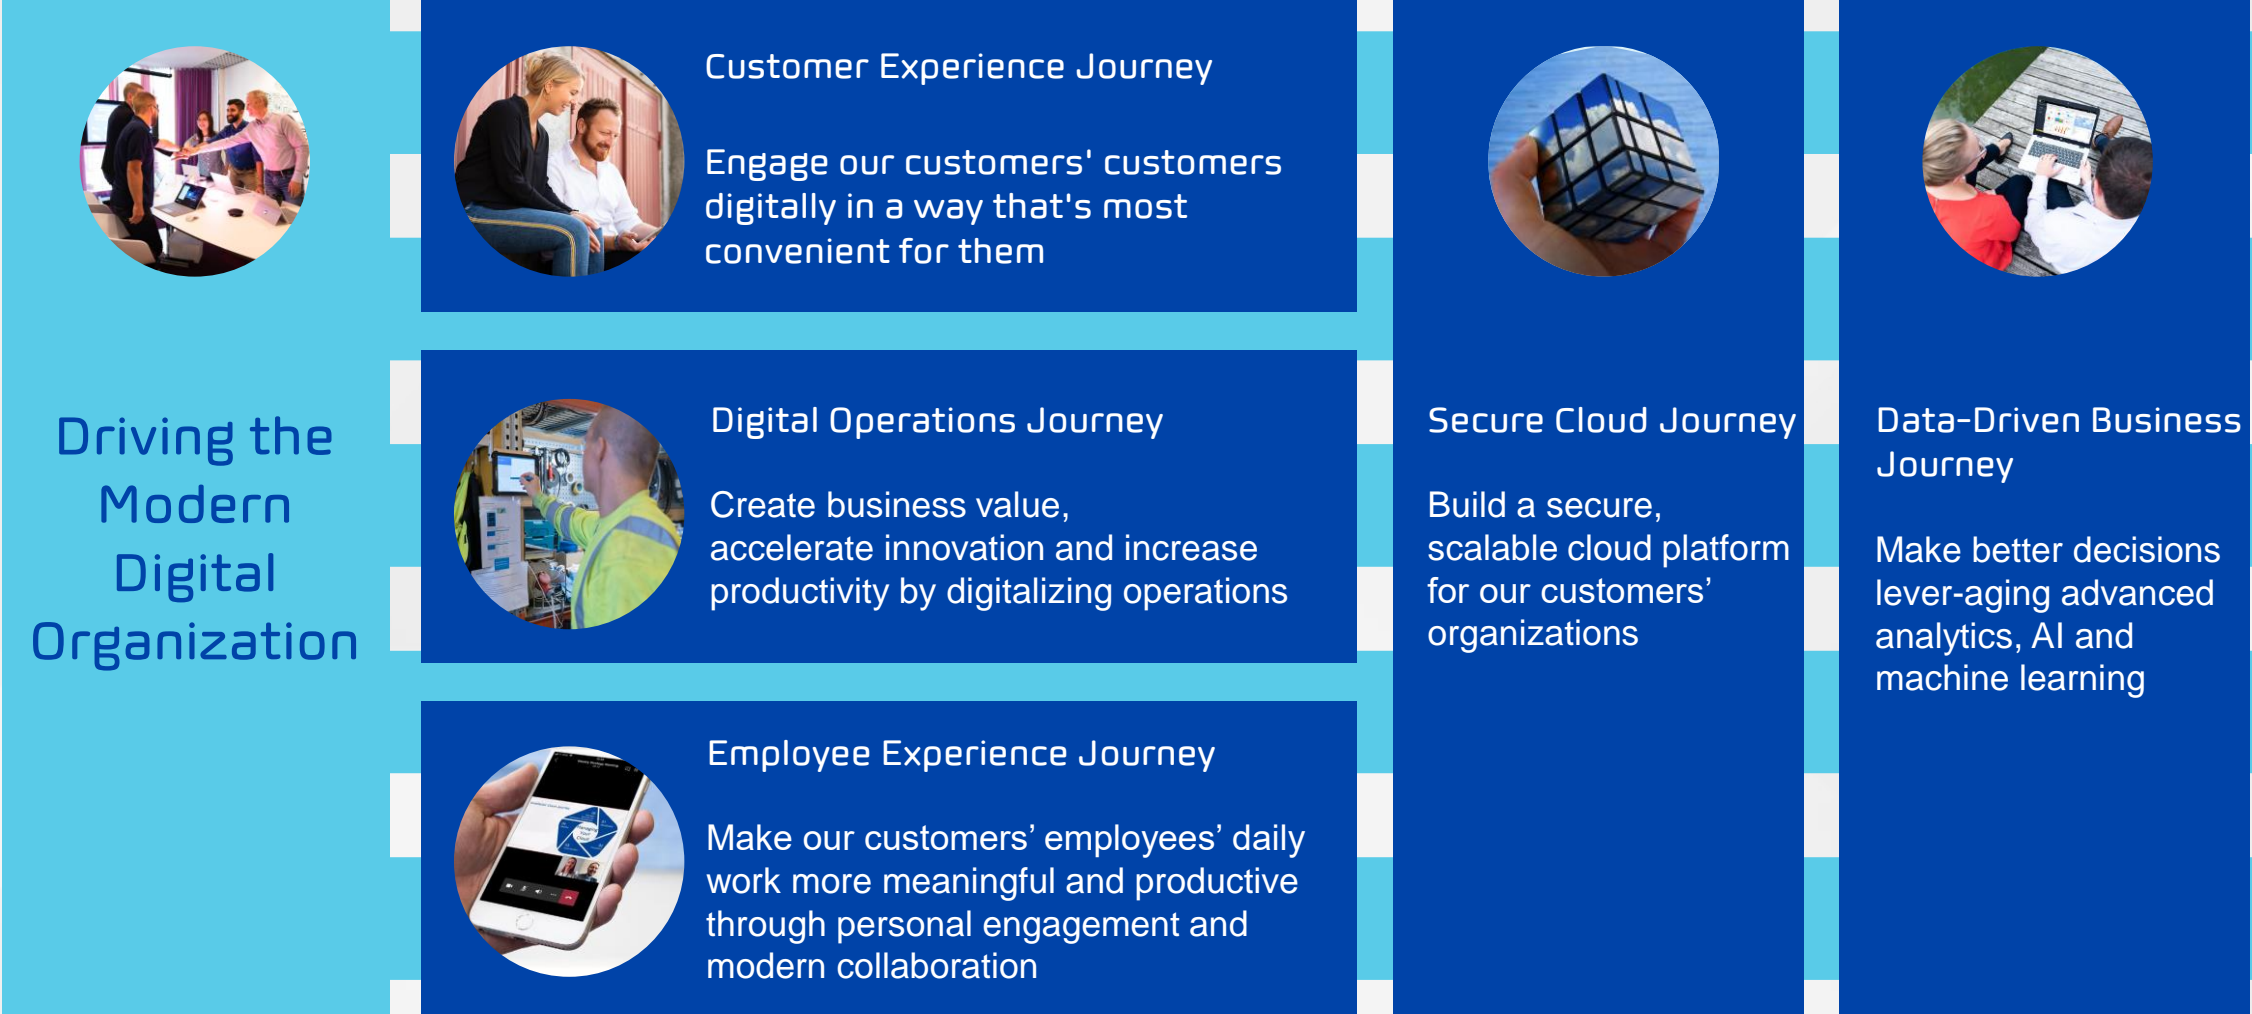 Driving the
Modern
Digital
Organization
Customer Experience Journey
Engage our customers' customers
digitally in a way that's most
convenient for them
Digital Operations Journey
Create business value,
accelerate innovation and increase
productivity by digitalizing operations
Employee Experience Journey
Make our customers’ employees’ daily
work more meaningful and productive
through personal engagement and
modern collaboration
Secure Cloud Journey
Build a secure,
scalable cloud platform
for our customers’
organizations
Data-Driven Business
Journey
Make better decisions
lever-aging advanced
analytics, AI and
machine learning